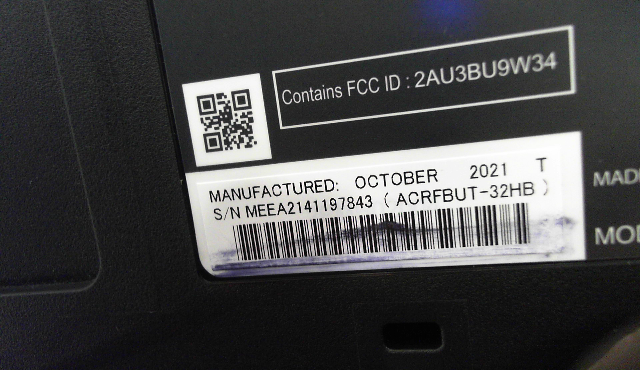 Contains FCC ID : 2AU3BU9W34
MANUFACTURED: OCTOBER 2021 T
S/N MEEA2141197843 ( ACRFBUT-32HB )